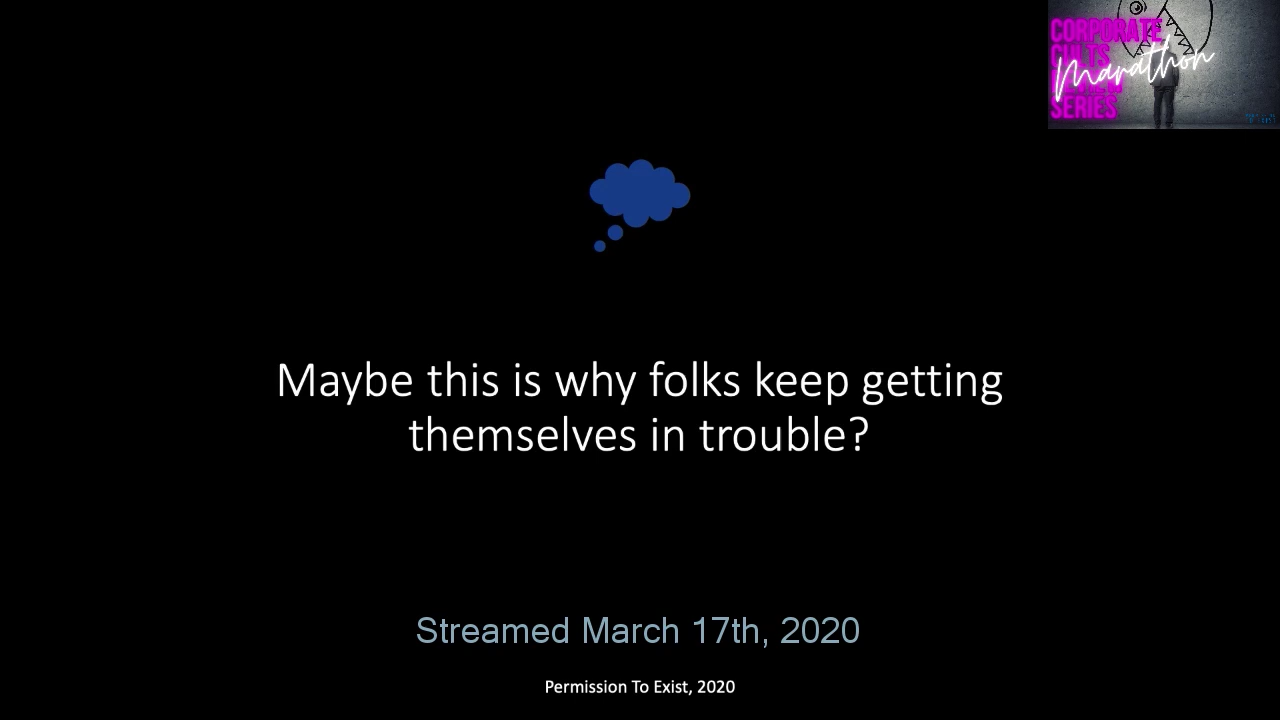 CORPORATE
CULTS
Marathon
SERIES
Maybe this is why folks keep getting
themselves in trouble?
Streamed March 17th, 2020
Permission To Exist, 2020